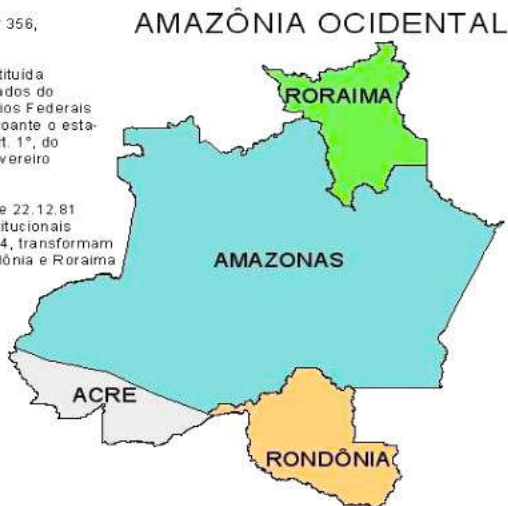 AMAZÔNIA OCIDENTAL
356,
tituída
ados do
ios Federais
oante o esta-
t. 1°, do
vereiro
e 22.12.81
itucionais
4, transformam
dônia e Roraima
RORAIMA
AMAZONAS
ACRE
RONDÔNIA